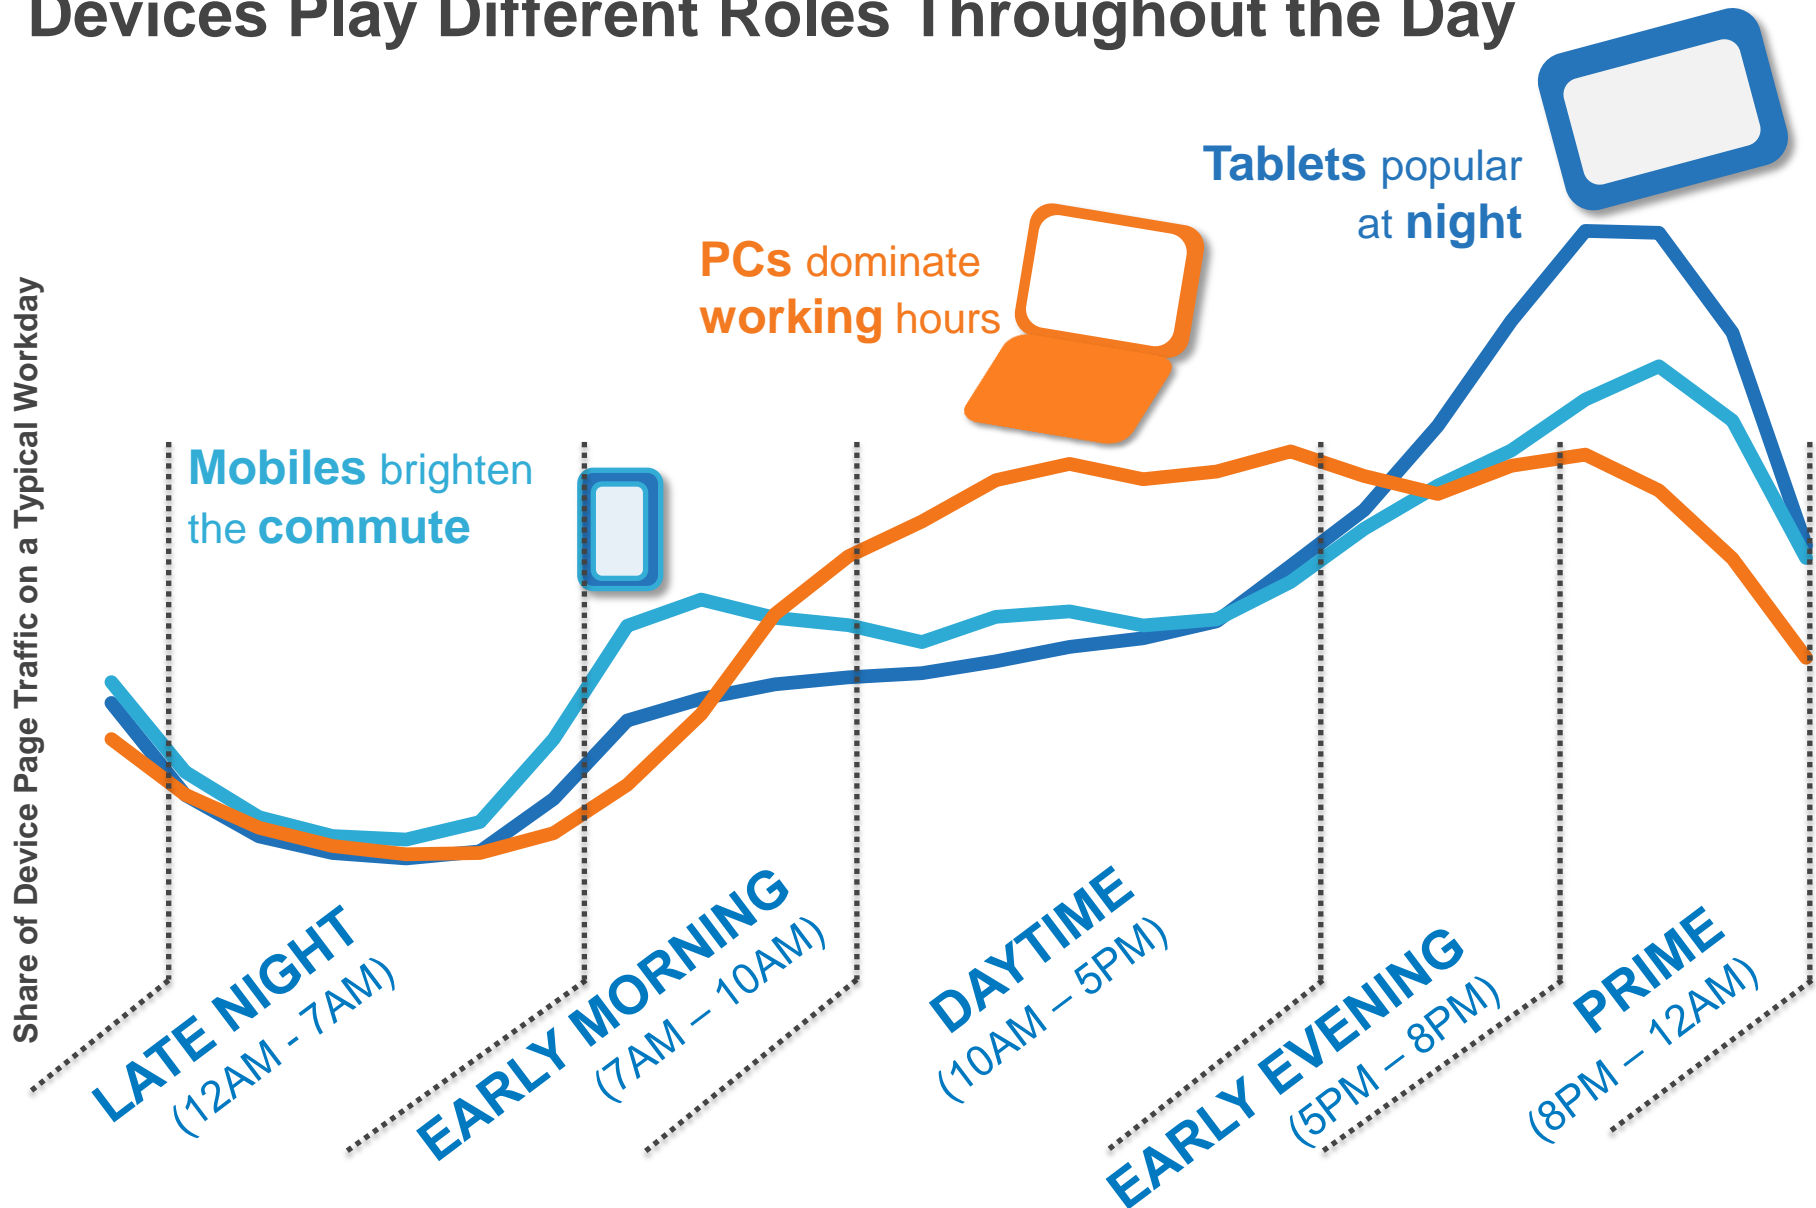 Devices Play Different Roles Throughout the Day
Tablets popular
at night
PCs dominate
working hours
Mobiles brighten
the commute
Share of Device Page Traffic on a Typical Workday
LATE NIGHT
(12AM - 7AM)
EARLY MORNING
(7AM – 10AM)
DAYTIME
(10AM – 5PM)
EARLY EVENING
(5PM – 8PM)
PRIME
(8PM – 12AM)